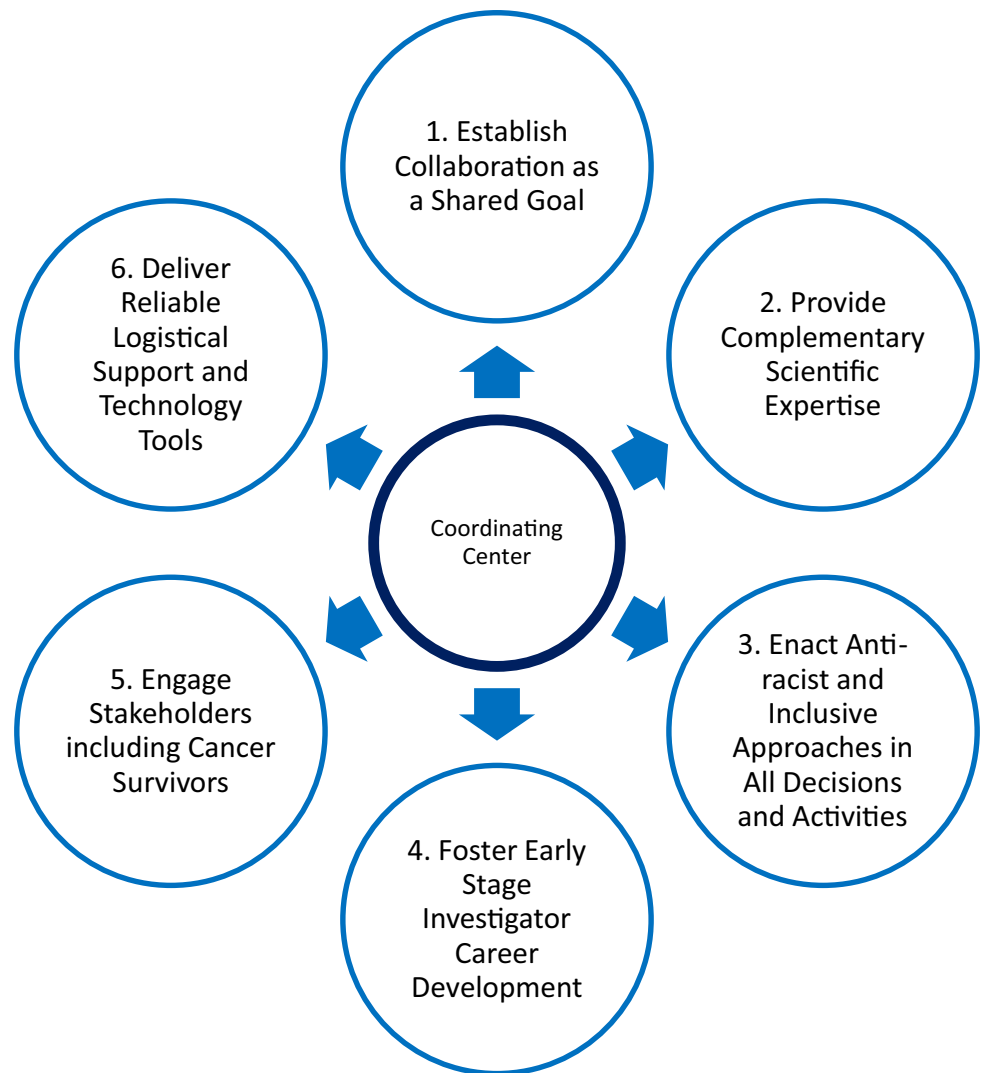 1. Establish
Collaboration as
a Shared Goal
2. Provide
Complementary
Scientific
Expertise
3. Enact Anti-
racist and
Inclusive
Approaches in
All Decisions
and Activities
4. Foster Early
Stage
Investigator
Career
Development
5. Engage
Stakeholders
including Cancer
Survivors
6. Deliver
Reliable
Logistical
Support and
Technology
Tools
Coordinating
Center